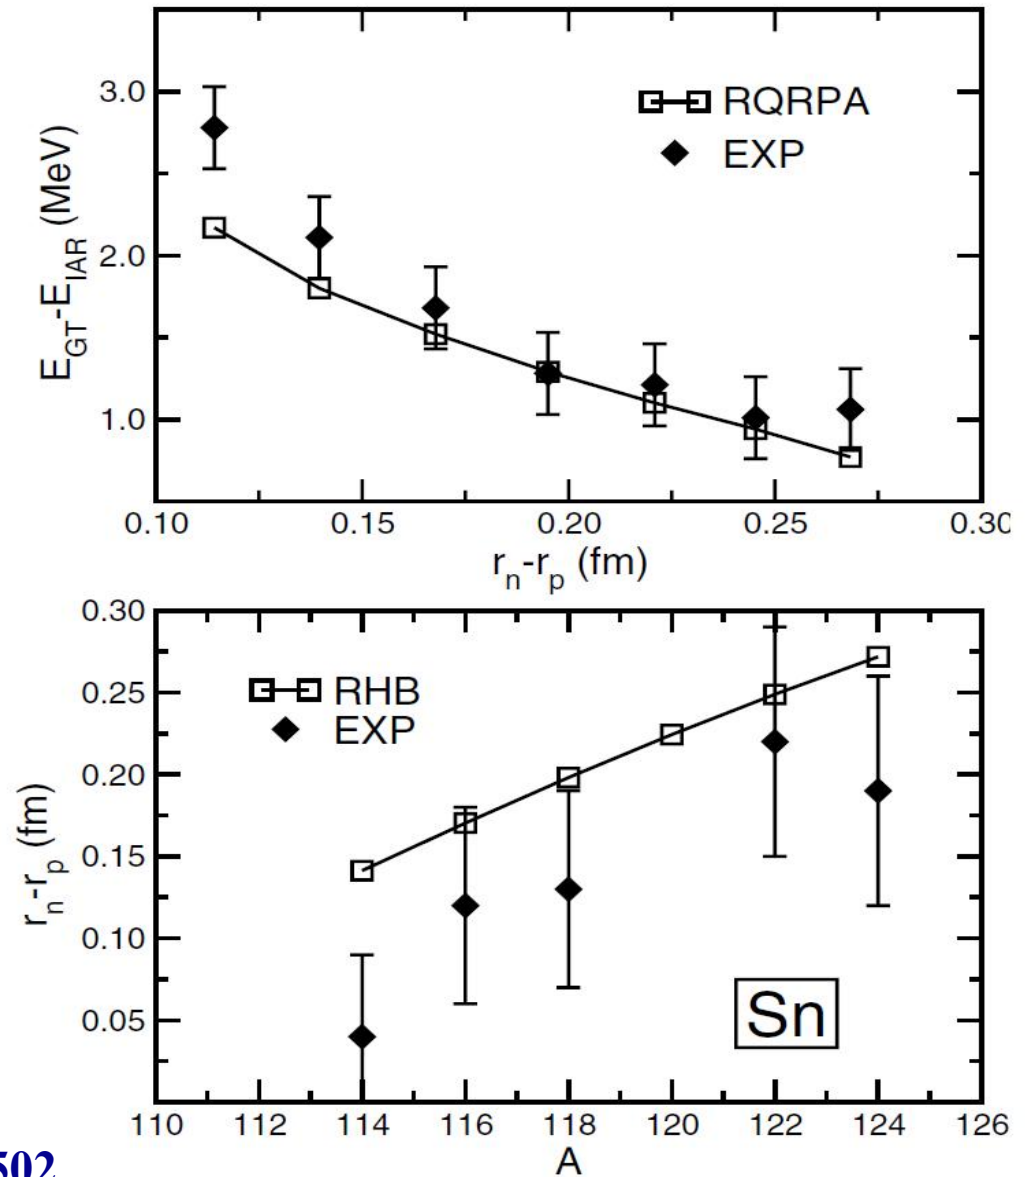 3.0
RQRPA
EXP
E_GT-E_IAR (MeV)
2.0
1.0
0.10 0.15 0.20 0.25 0.30
r_n-r_p (fm)
0.30
0.25
RHB
EXP
0.20
r_n-r_p (fm)
0.15
0.10
0.05
Sn
110 112 114 116 118 120 122 124 126
A
502